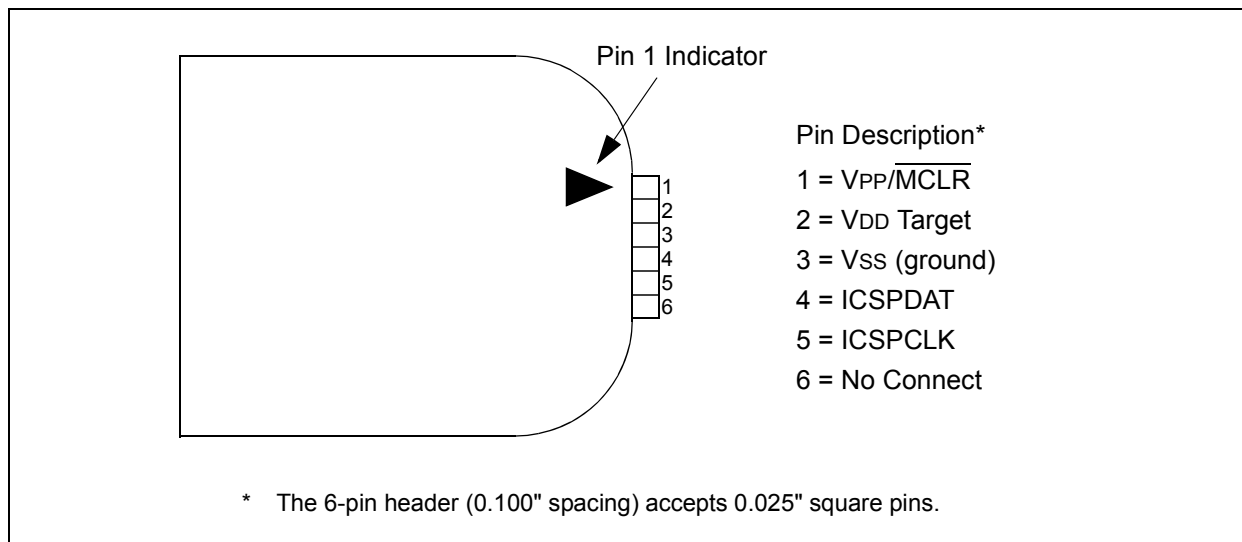 Pin 1 Indicator
1
2
3
4
5
6
Pin Description*
1 = VPP/M̅C̅L̅R̅
2 = VDD Target
3 = VSS (ground)
4 = ICSPDAT
5 = ICSPCLK
6 = No Connect
* The 6-pin header (0.100" spacing) accepts 0.025" square pins.